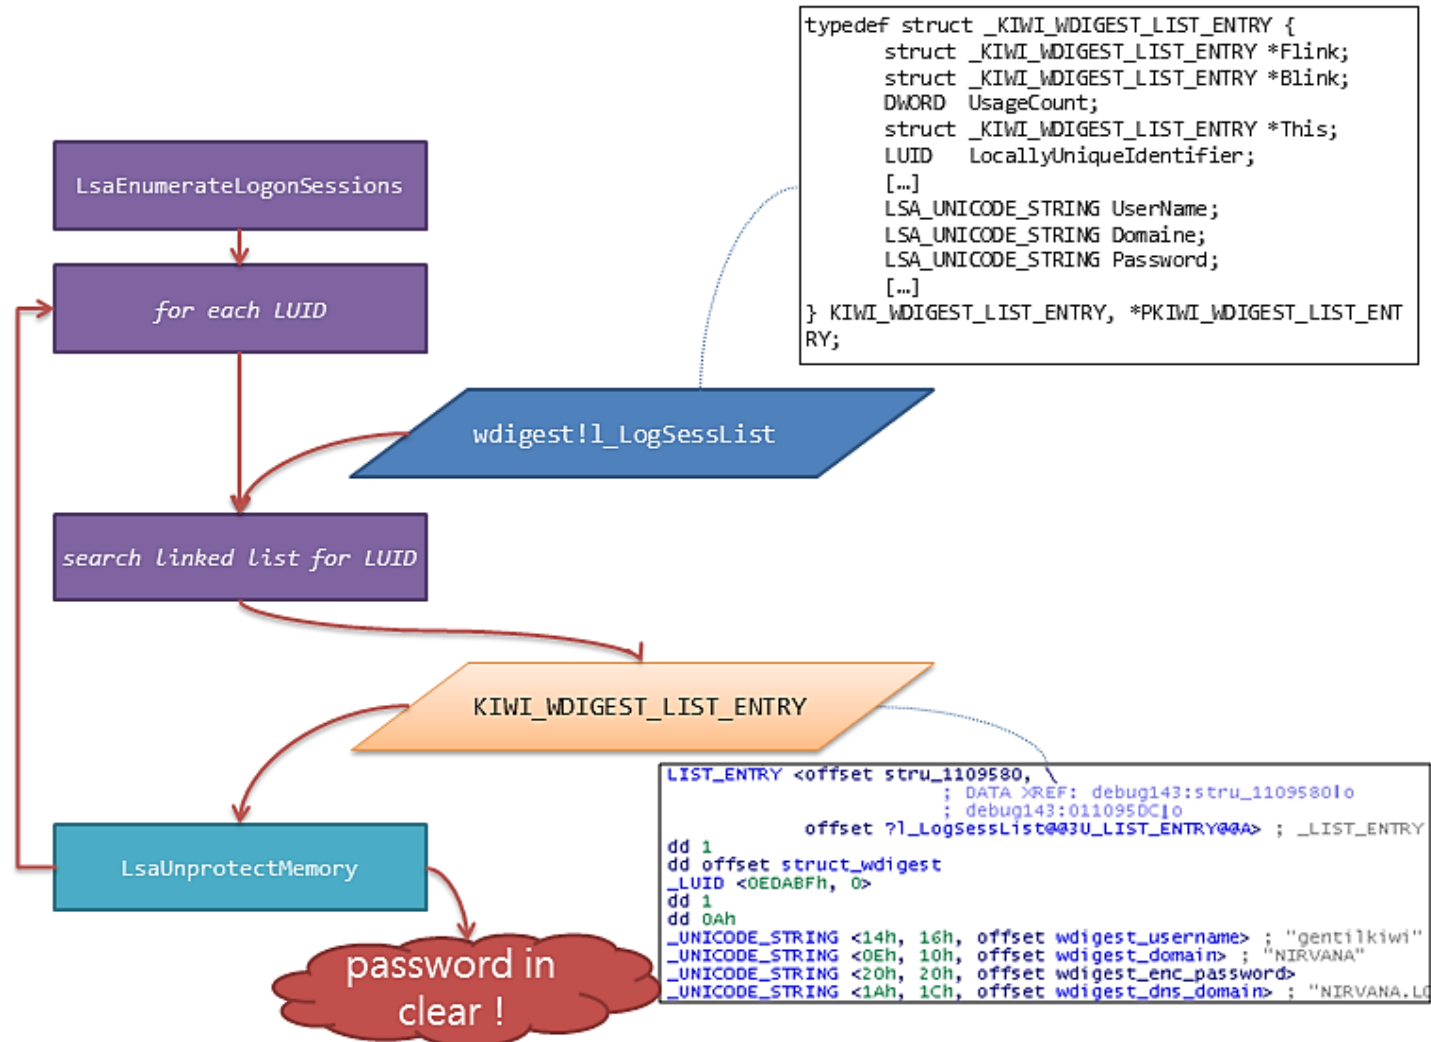 typedef struct _KIWI_WDIGEST_LIST_ENTRY {
struct _KIWI_WDIGEST_LIST_ENTRY *Flink;
struct _KIWI_WDIGEST_LIST_ENTRY *Blink;
DWORD UsageCount;
struct _KIWI_WDIGEST_LIST_ENTRY *This;
LUID LocallyUniqueIdentifier;
[…]
LSA_UNICODE_STRING UserName;
LSA_UNICODE_STRING Domaine;
LSA_UNICODE_STRING Password;
[…]
} KIWI_WDIGEST_LIST_ENTRY, *PKIWI_WDIGEST_LIST_ENT
RY;
LsaEnumerateLogonSessions
for each LUID
wdigest!l_LogSessList
search linked list for LUID
KIWI_WDIGEST_LIST_ENTRY
LsaUnprotectMemory
password in
clear !
LIST_ENTRY <offset stru_1109580,
; DATA XREF: debug143:stru_1109580↑o
; debug143:011095DC↓o
offset ?l_LogSessList@@3U_LIST_ENTRY@@A> ; _LIST_ENTRY
dd 1
dd offset struct_wdigest
_LUID <0EDABFh, 0>
dd 1
dd 0Ah
_UNICODE_STRING <14h, 16h, offset wdigest_username> ; "gentilkiwi"
_UNICODE_STRING <0Eh, 10h, offset wdigest_domain> ; "NIRVANA"
_UNICODE_STRING <20h, 20h, offset wdigest_enc_password>
_UNICODE_STRING <1Ah, 1Ch, offset wdigest_dns_domain> ; "NIRVANA.LO